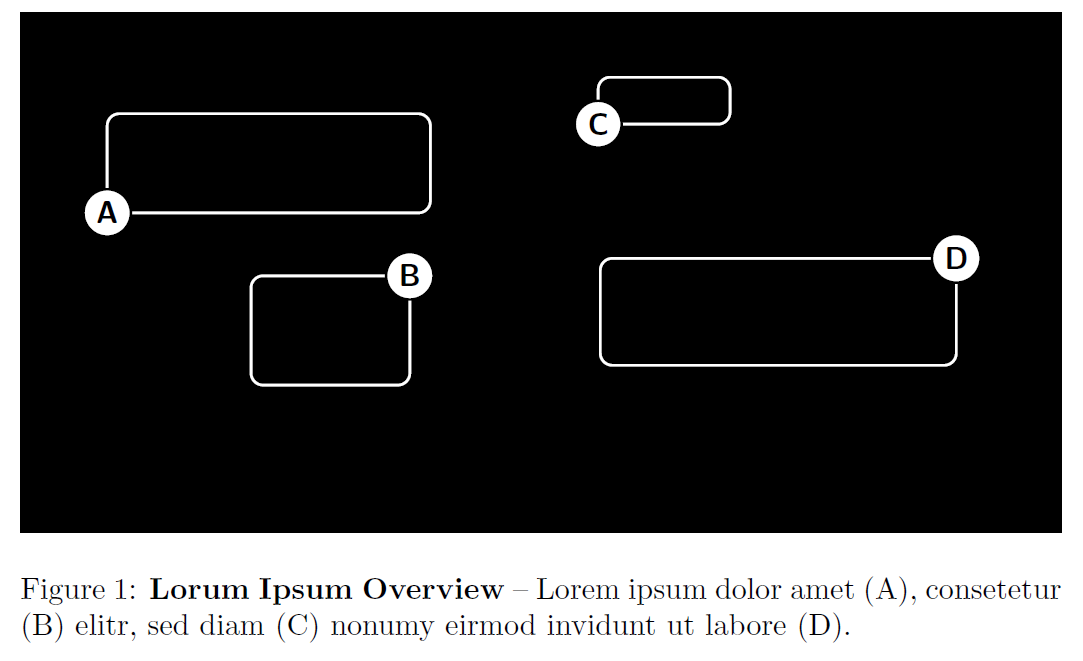 A
B
C
D
Figure 1: Lorum Ipsum Overview – Lorem ipsum dolor amet (A), consetetur
(B) elitr, sed diam (C) nonumy eirmod invidunt ut labore (D).